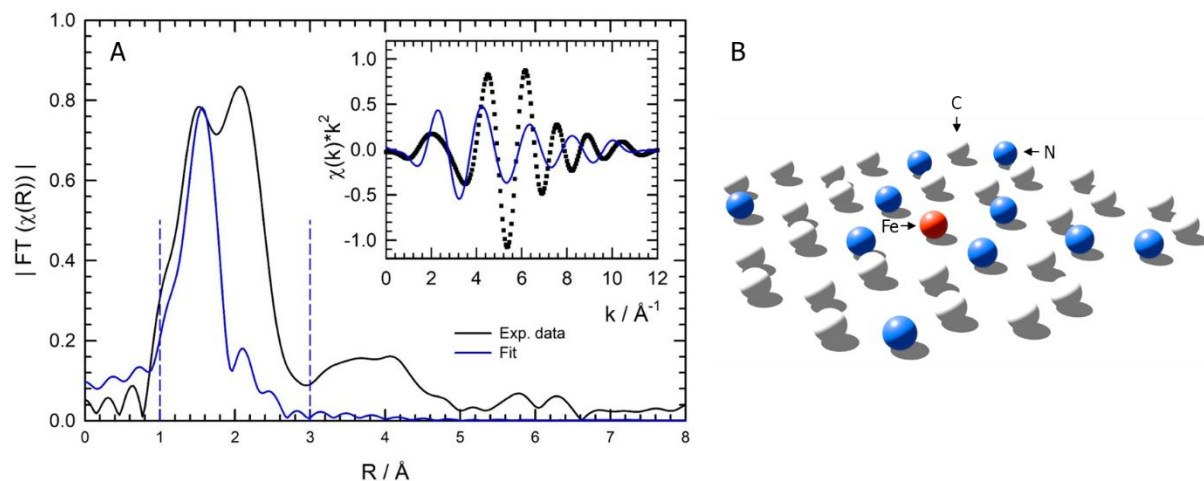 A
B
| FT (χ(R)) |
1.0
0.8
0.6
0.4
0.2
0.0
0 1 2 3 4 5 6 7 8
R / Å
χ(k)*k²
1.0
0.5
0.0
-0.5
-1.0
0 2 4 6 8 10 12
k / Å⁻¹
Exp. data
Fit
C
N
Fe